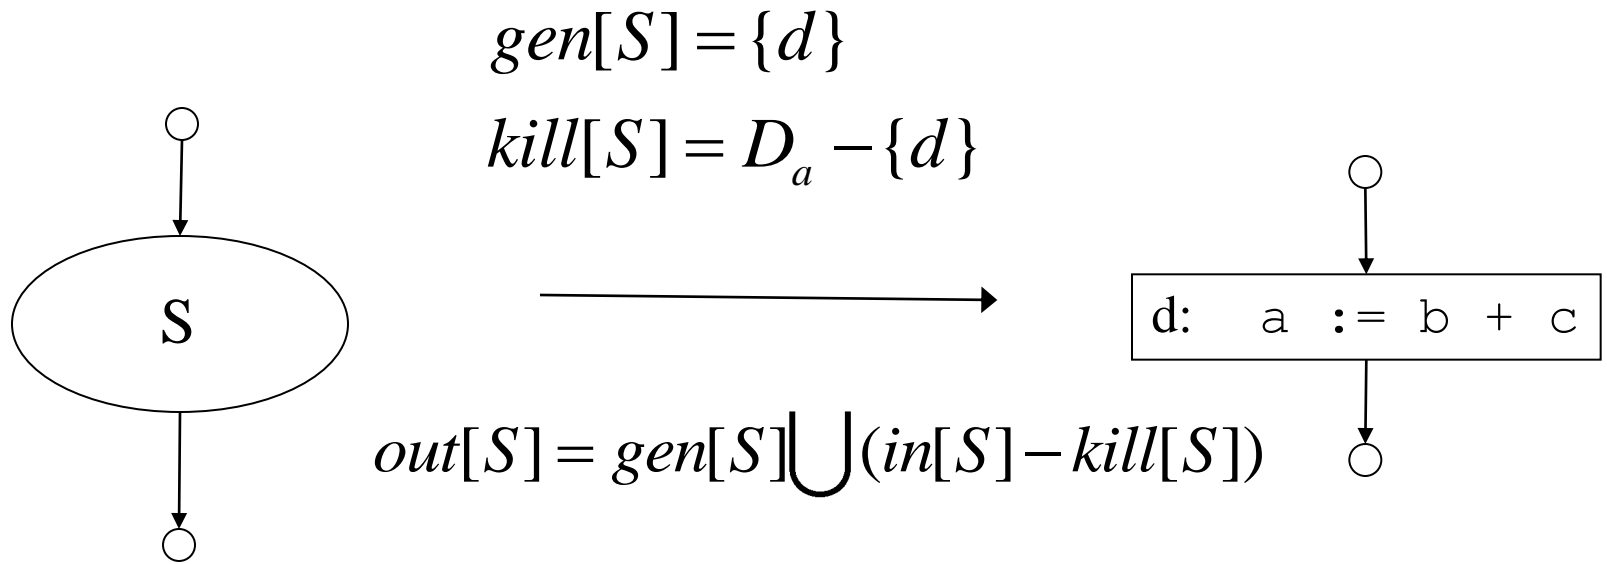 gen[S] = {d}
kill[S] = D_a − {d}
S
d: a := b + c
out[S] = gen[S] ⋃ (in[S] − kill[S])